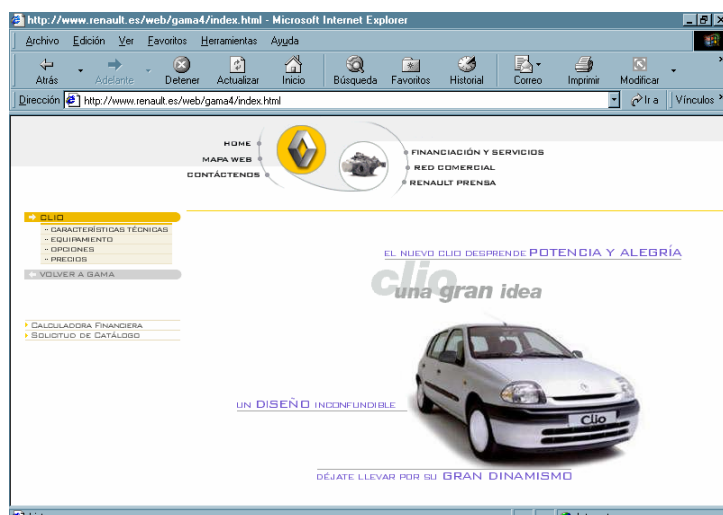 http://www.renault.es/web/gama4/index.html - Microsoft Internet Explorer
Archivo Edición Ver Favoritos Herramientas Ayuda
Atrás Adelante Detener Actualizar Inicio Búsqueda Favoritos Historial Correo Imprimir Modificar
Dirección http://www.renault.es/web/gama4/index.html Ir a Vínculos
HOME
MAPA WEB
CONTÁCTENOS
FINANCIACIÓN Y SERVICIOS
RED COMERCIAL
RENAULT PRENSA
CLIO
CARACTERÍSTICAS TÉCNICAS
EQUIPAMIENTO
OPCIONES
PRECIOS
VOLVER A GAMA
CALCULADORA FINANCIERA
SOLICITUD DE CATÁLOGO
EL NUEVO CLIO DESPRENDE POTENCIA Y ALEGRÍA
clio
una gran idea
UN DISEÑO INCONFUNDIBLE
Clio
DÉJATE LLEVAR POR SU GRAN DINAMISMO